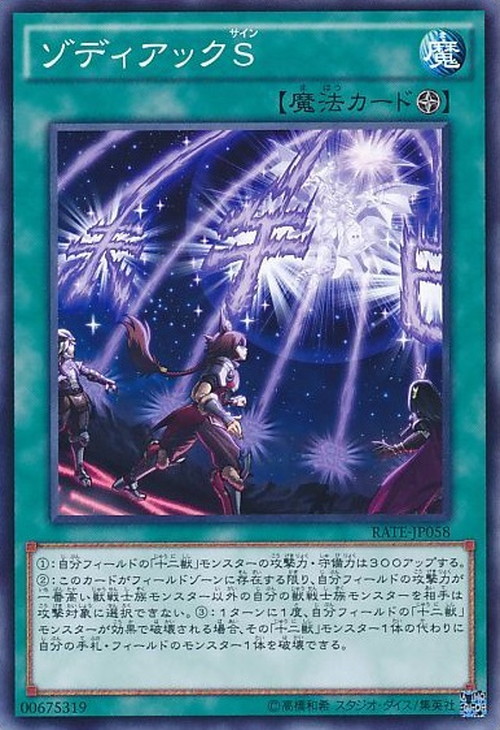 ゾディアックS
サイン
魔
【魔法カード】
RATE-JP058
①：自分フィールドの「十二獣」モンスターの攻撃力・守備力は３００アップする。
②：このカードがフィールドゾーンに存在する限り、自分フィールドの攻撃力が
一番高い獣戦士族モンスター以外の自分の獣戦士族モンスターを相手は
攻撃対象に選択できない。③：１ターンに１度、自分フィールドの「十二獣」
モンスターが効果で破壊される場合、その「十二獣」モンスター１体の代わりに
自分の手札・フィールドのモンスター１体を破壊できる。
00675319
©高橋和希 スタジオ・ダイス/集英社